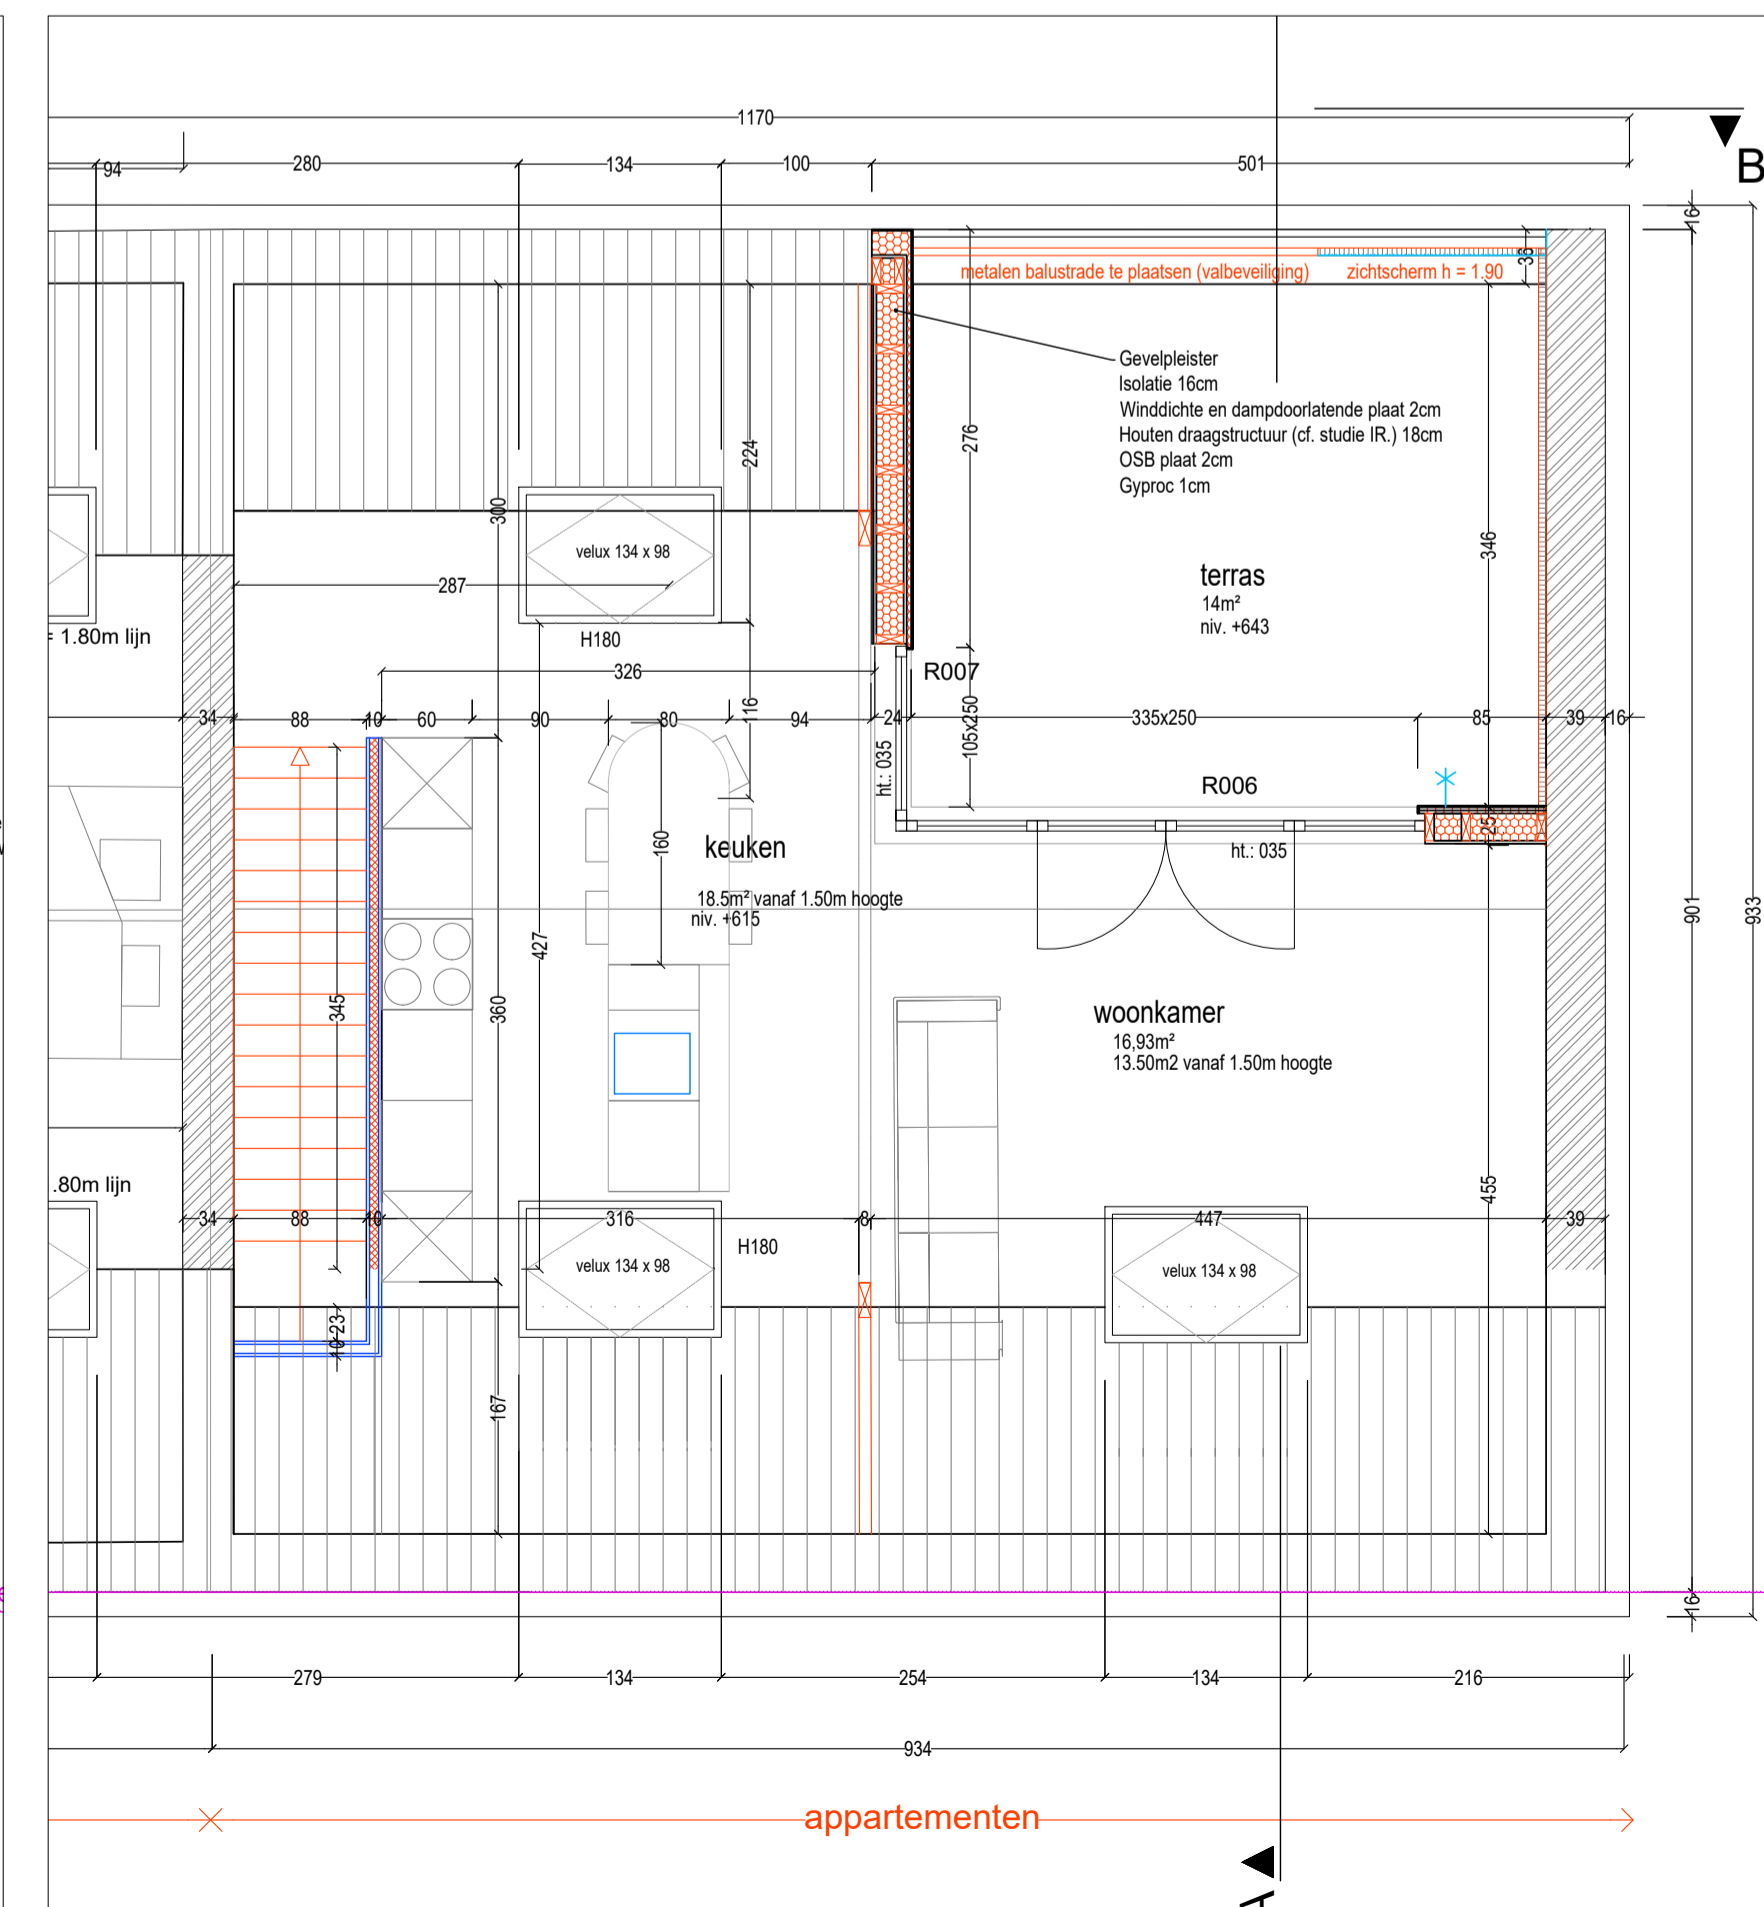 1170
94
280
134
100
501
B
16
36
metalen balustrade te plaatsen (valbeveiliging)
zichtscherm h = 1.90
Gevelpleister
Isolatie 16cm
Winddichte en dampdoorlatende plaat 2cm
Houten draagstructuur (cf. studie IR.) 18cm
OSB plaat 2cm
Gyproc 1cm
276
224
300
346
velux 134 x 98
terras
14m²
niv. +643
287
= 1.80m lijn
H180
326
R007
34
88
10
60
90
80
116
94
24
105x250
335x250
85
39
16
ht.: 035
R006
25
160
keuken
ht.: 035
18.5m² vanaf 1.50m hoogte
niv. +615
901
933
427
345
360
woonkamer
16,93m²
13.50m2 vanaf 1.50m hoogte
.80m lijn
455
34
88
10
316
8
447
39
H180
velux 134 x 98
velux 134 x 98
23
10
167
16
279
134
254
134
216
934
appartementen
A